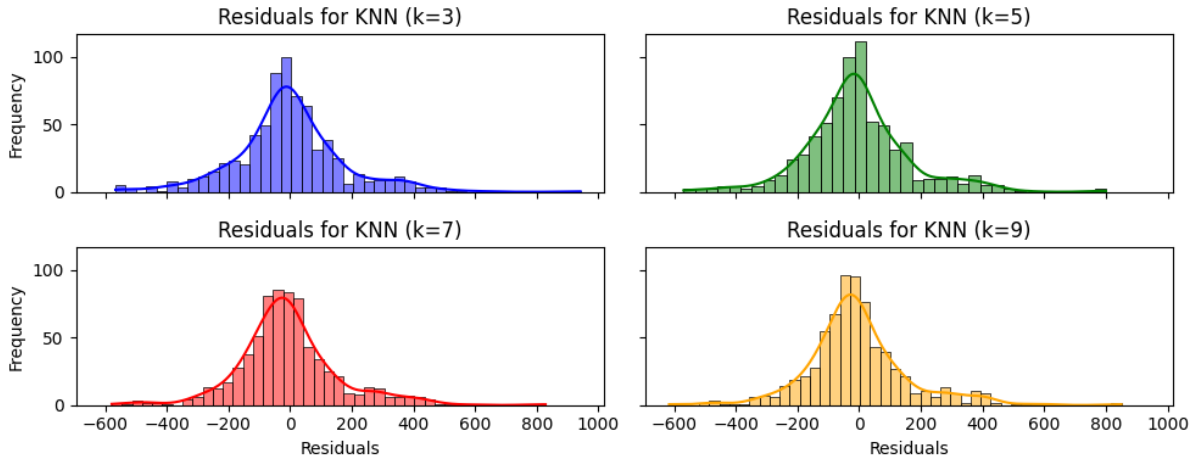 Residuals for KNN (k=3)
Residuals for KNN (k=5)
Frequency
100
50
0
Residuals for KNN (k=7)
Residuals for KNN (k=9)
Frequency
100
50
0
−600 −400 −200 0 200 400 600 800 1000
−600 −400 −200 0 200 400 600 800 1000
Residuals
Residuals